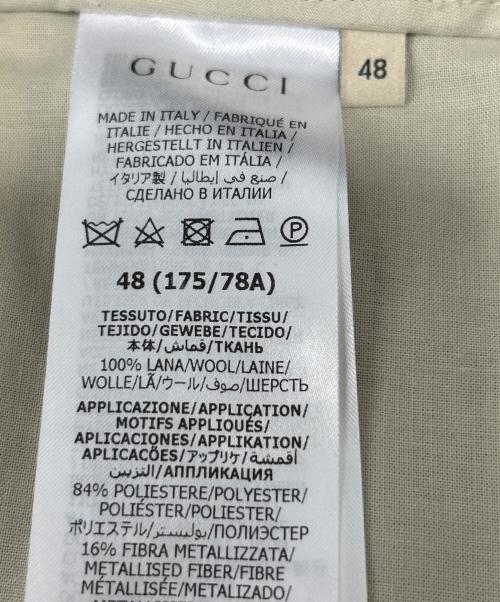 GUCCI
48
MADE IN ITALY / FABRIQUÉ EN
ITALIE / HECHO EN ITALIA /
HERGESTELLT IN ITALIEN /
FABRICADO EM ITÁLIA /
イタリア製 / صنع في إيطاليا /
СДЕЛАНО В ИТАЛИИ
P
48 (175/78A)
TESSUTO/FABRIC/TISSU/
TEJIDO/GEWEBE/TECIDO/
本体/قماش/ТКАНЬ
100% LANA/WOOL/LAINE/
WOLLE/LÃ/ウール/صوف/ШЕРСТЬ
APPLICAZIONE/APPLICATION/
MOTIFS APPLIQUÉS/
APLICACIONES/APPLIKATION/
APLICAÇÕES/アップリケ/أقمشة
التزيين/АППЛИКАЦИЯ
84% POLIESTERE/POLYESTER/
POLIÉSTER/POLIESTER/
ポリエステル/بوليستر/ПОЛИЭСТЕР
16% FIBRA METALLIZZATA/
METALLISED FIBER/FIBRE
MÉTALLISÉE/METALIZADO/